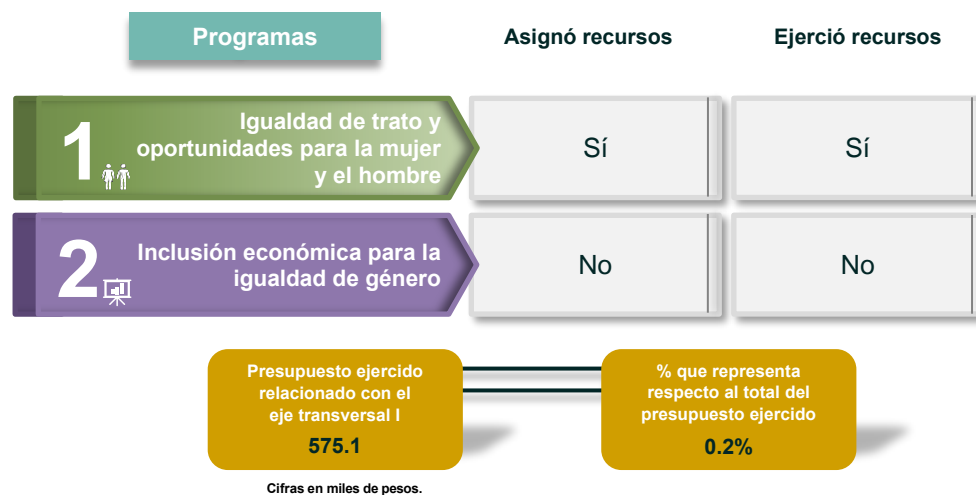 Programas
Asignó recursos
Ejerció recursos
1
Igualdad de trato y
oportunidades para la mujer
y el hombre
Sí
Sí
2
Inclusión económica para la
igualdad de género
No
No
Presupuesto ejercido
relacionado con el
eje transversal I
575.1
% que representa
respecto al total del
presupuesto ejercido
0.2%
Cifras en miles de pesos.